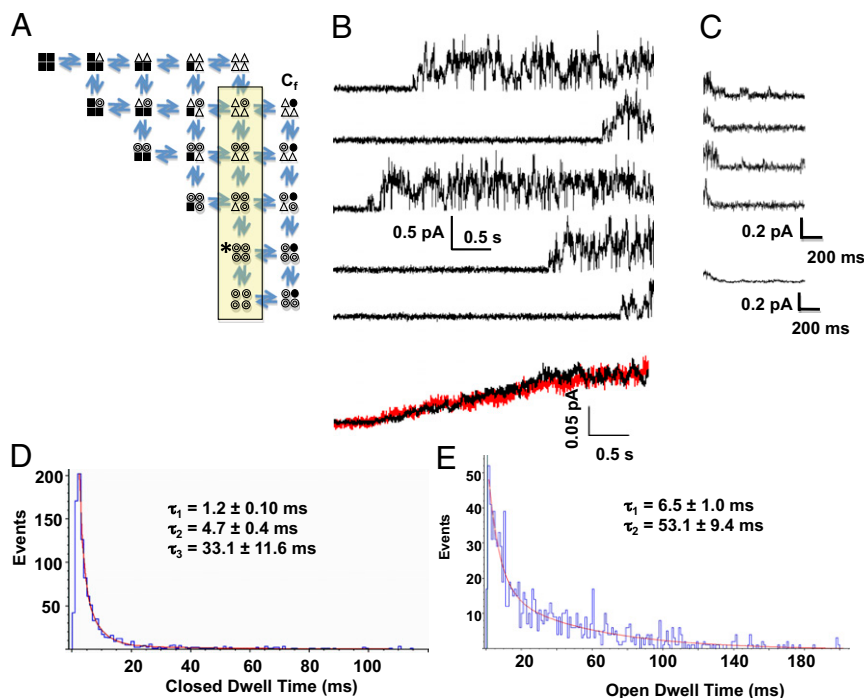 A
B
C
C_f
*
0.5 pA
0.5 s
0.2 pA
200 ms
0.2 pA
200 ms
0.05 pA
0.5 s
D
200
150
100
50
Events
τ₁ = 1.2 ± 0.10 ms
τ₂ = 4.7 ± 0.4 ms
τ₃ = 33.1 ± 11.6 ms
20 60 100
Closed Dwell Time (ms)
E
50
40
30
20
10
Events
τ₁ = 6.5 ± 1.0 ms
τ₂ = 53.1 ± 9.4 ms
20 60 100 140 180
Open Dwell Time (ms)